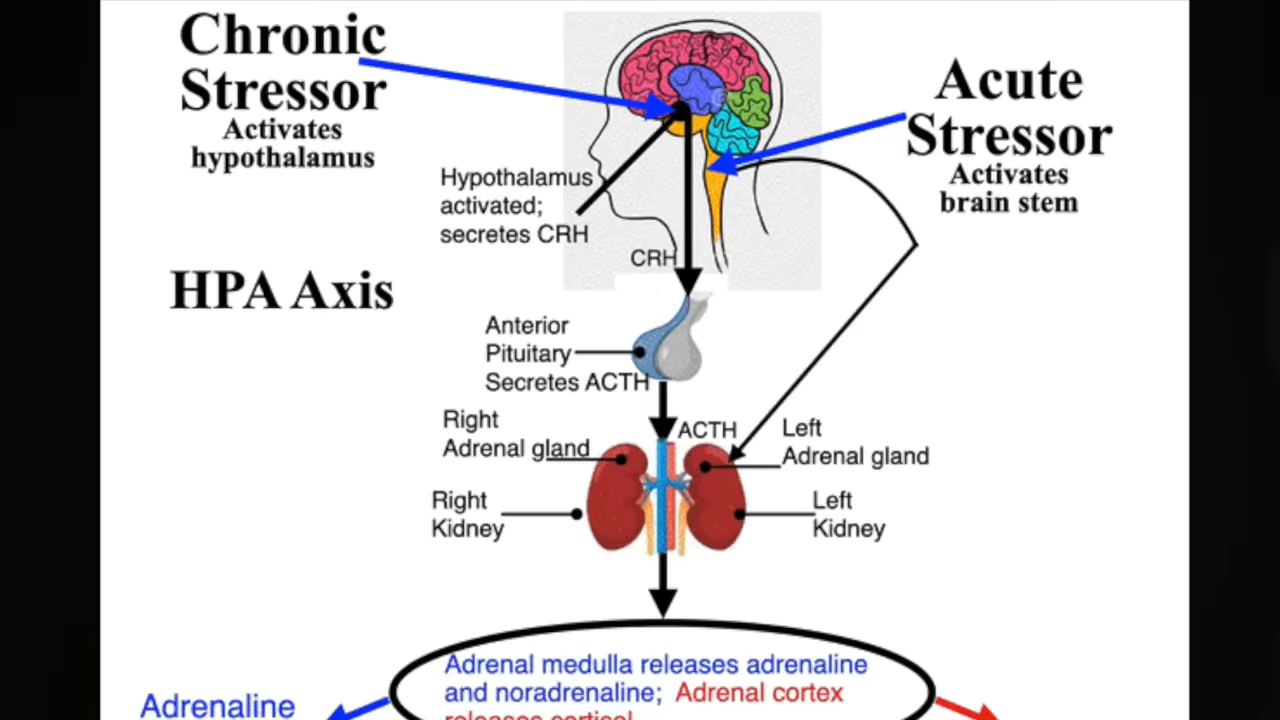 Chronic
Stressor
Activates
hypothalamus
Acute
Stressor
Activates
brain stem
Hypothalamus
activated;
secretes CRH
CRH
HPA Axis
Anterior
Pituitary
Secretes ACTH
ACTH
Right
Adrenal gland
Left
Adrenal gland
Right
Kidney
Left
Kidney
Adrenal medulla releases adrenaline
and noradrenaline; Adrenal cortex
releases cortisol
Adrenaline